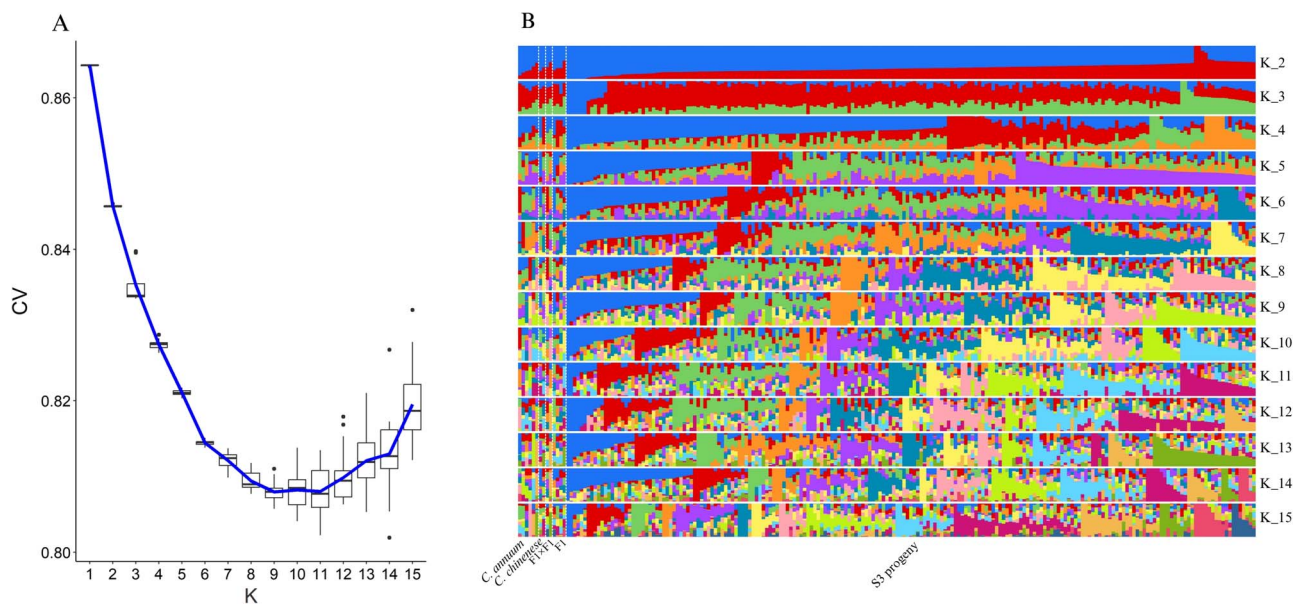 A
0.86
0.84
0.82
0.80
CV
1 2 3 4 5 6 7 8 9 10 11 12 13 14 15
K
B
K_2
K_3
K_4
K_5
K_6
K_7
K_8
K_9
K_10
K_11
K_12
K_13
K_14
K_15
C. annuum
C. chinenese
F1×F1
F1
S3 progeny